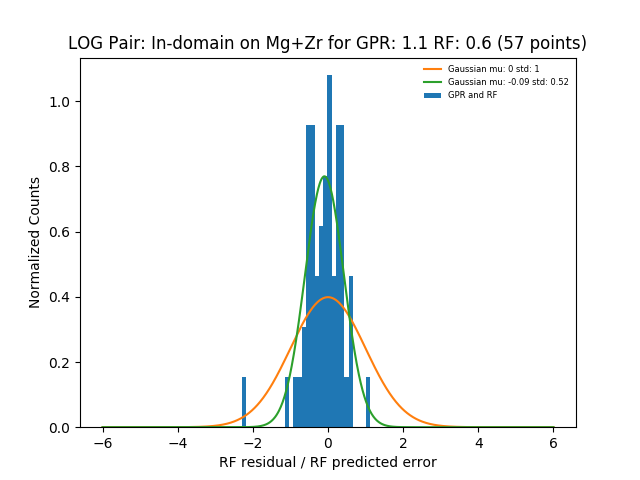 LOG Pair: In-domain on Mg+Zr for GPR: 1.1 RF: 0.6 (57 points)
Gaussian mu: 0 std: 1
Gaussian mu: -0.09 std: 0.52
GPR and RF
Normalized Counts
1.0
0.8
0.6
0.4
0.2
0.0
−6 −4 −2 0 2 4 6
RF residual / RF predicted error